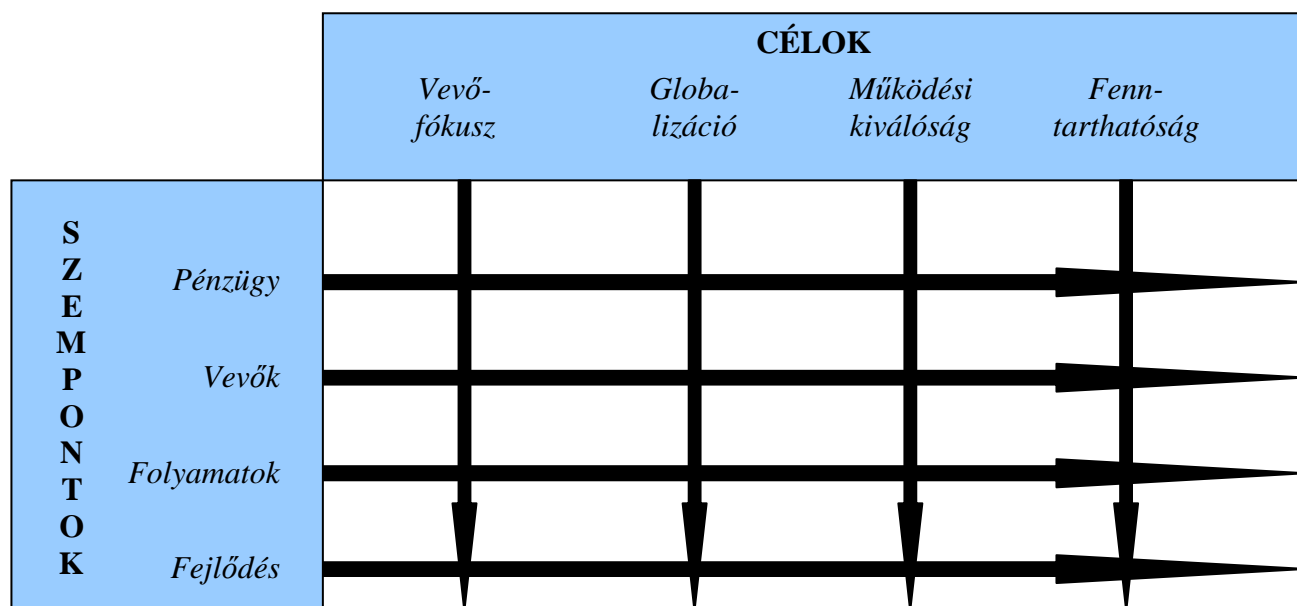 CÉLOK
Vevő-
fókusz
Globa-
lizáció
Működési
kiválóság
Fenn-
tarthatóság
S
Z
E
M
P
O
N
T
O
K
Pénzügy
Vevők
Folyamatok
Fejlődés